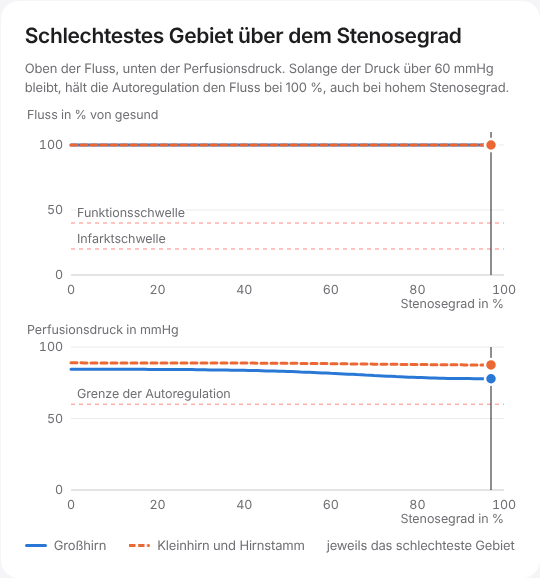 Schlechtestes Gebiet über dem Stenosegrad
Oben der Fluss, unten der Perfusionsdruck. Solange der Druck über 60 mmHg
bleibt, hält die Autoregulation den Fluss bei 100 %, auch bei hohem Stenosegrad.
Fluss in % von gesund
100
50
Funktionsschwelle
Infarktschwelle
0
0 20 40 60 80 100
Stenosegrad in %
Perfusionsdruck in mmHg
100
Grenze der Autoregulation
50
0
0 20 40 60 80 100
Stenosegrad in %
Großhirn Kleinhirn und Hirnstamm jeweils das schlechteste Gebiet